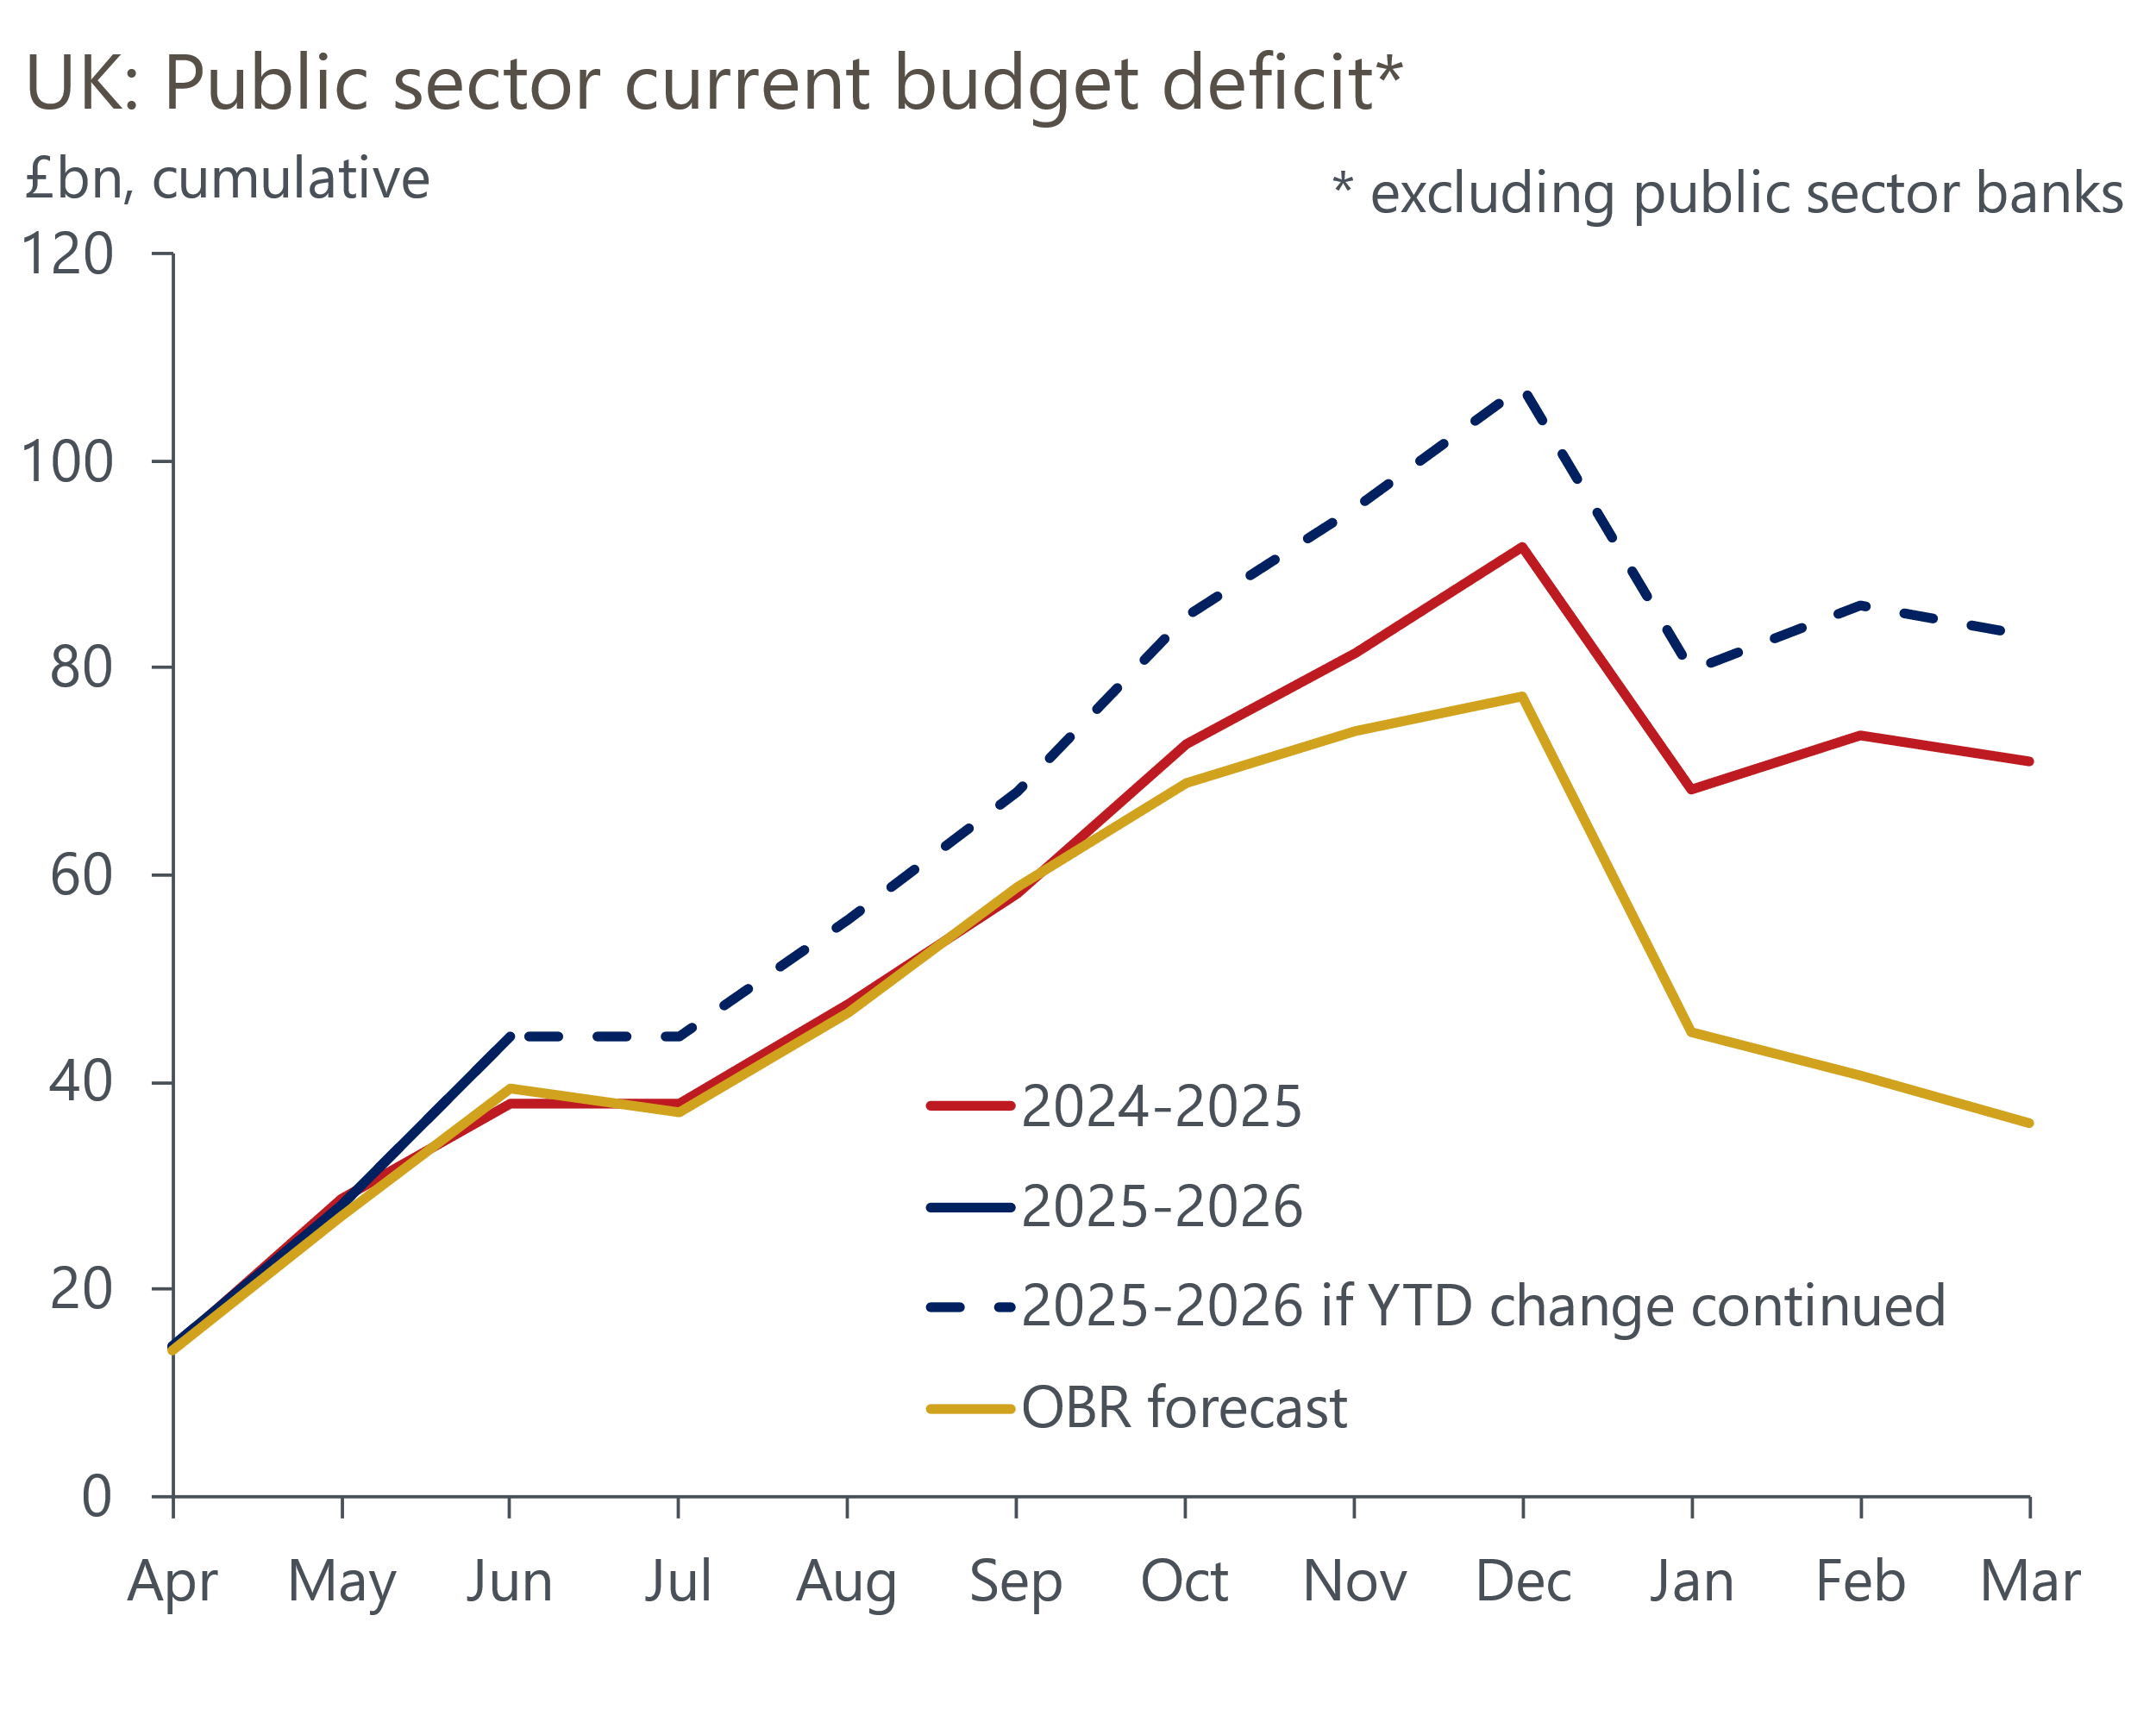 UK: Public sector current budget deficit*
£bn, cumulative
* excluding public sector banks
120
100
80
60
40
20
0
2024-2025
2025-2026
2025-2026 if YTD change continued
OBR forecast
Apr May Jun Jul Aug Sep Oct Nov Dec Jan Feb Mar